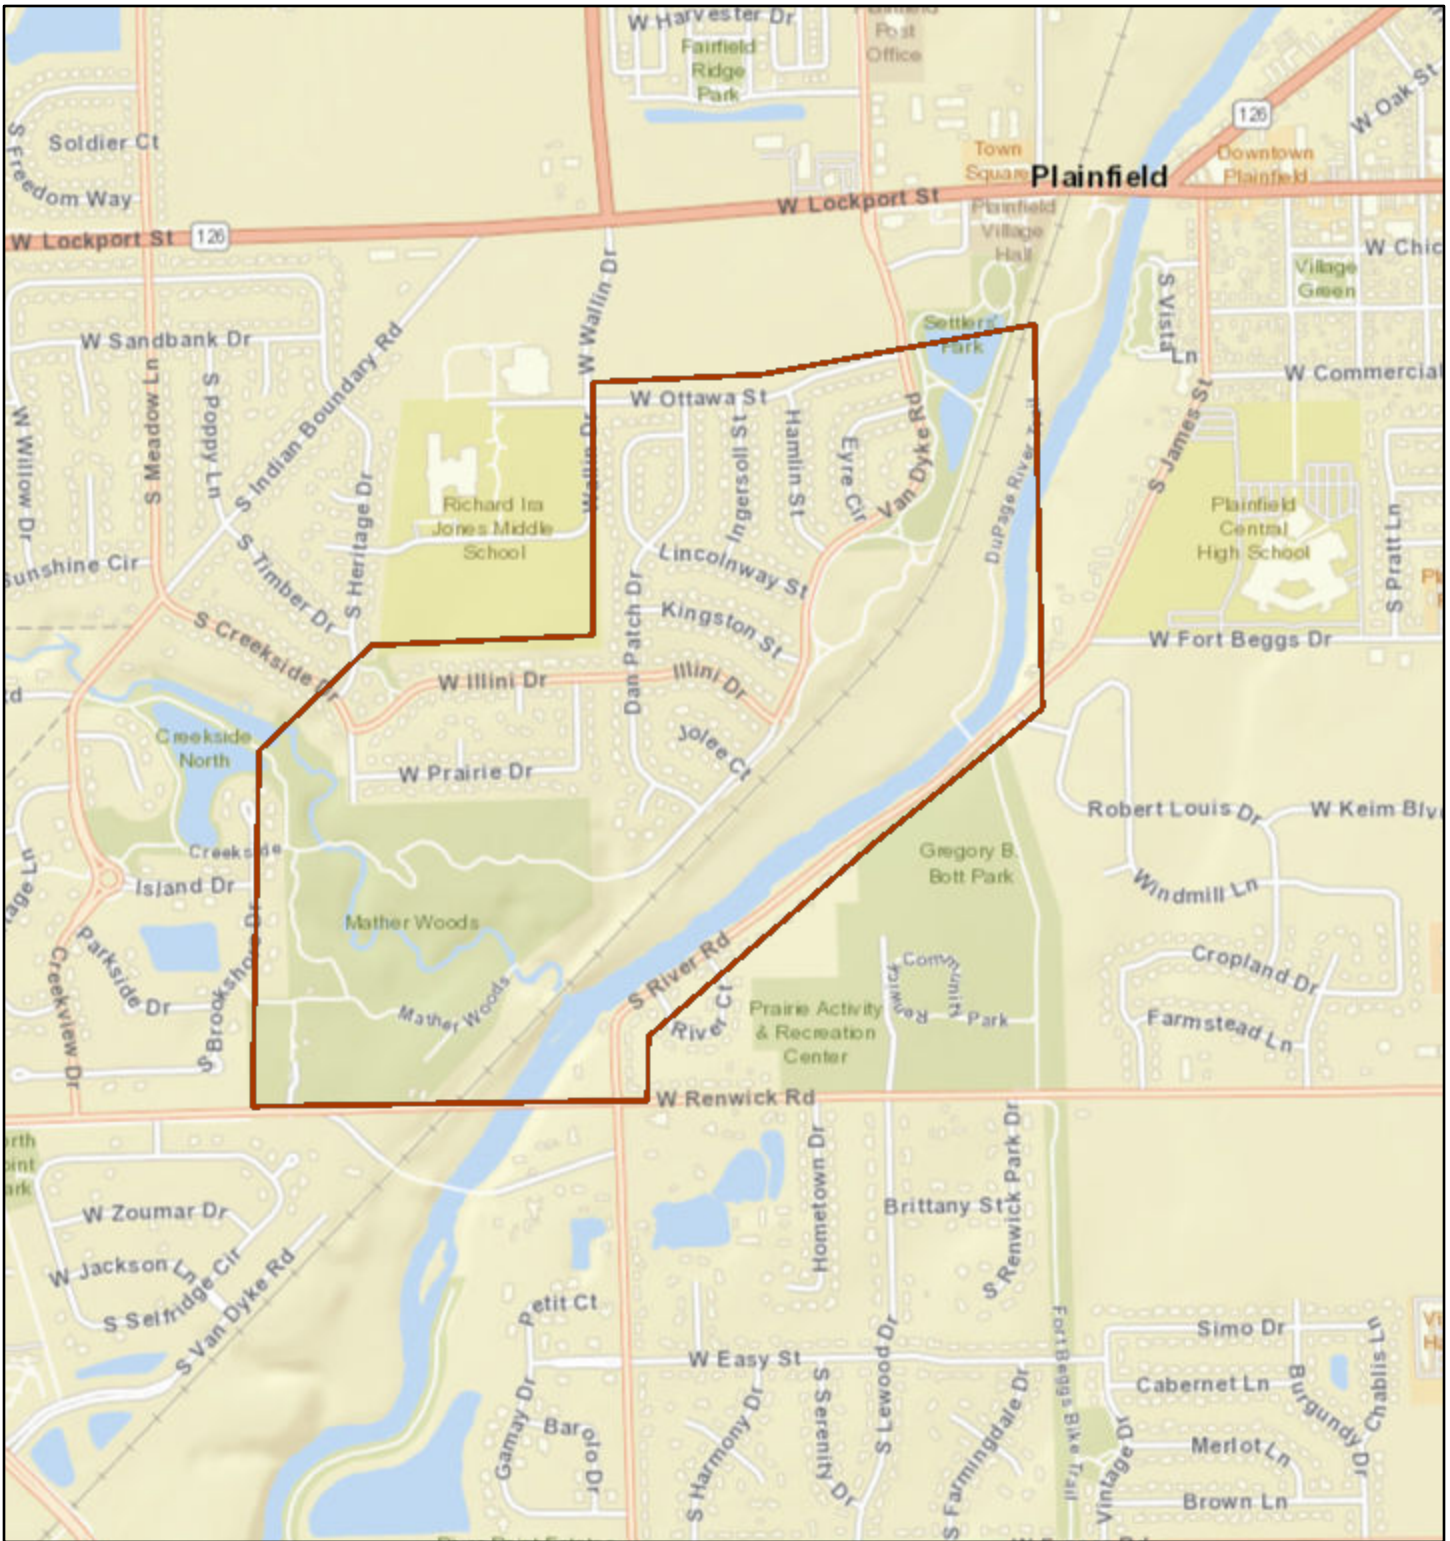 W Harvester Dr
Plainfield
Post
Office
Fairfield
Ridge
Park
W Oak St
126
Soldier Ct
S Freedom Way
Town
Square
Plainfield
Downtown
Plainfield
W Lockport St
126
W Lockport St
Plainfield
Village
Hall
W Wallin Dr
W Chic
Village
Green
S Vista
Ln
W Sandbank Dr
S Meadow Ln
S Poppy Ln
S Indian Boundary Rd
Settlers'
Park
W Commercial
W Willow Dr
W Ottawa St
Wallin Dr
Ingersoll St
Hamlin St
Eyre Cir
Van Dyke Rd
DuPage River
S James St
S Heritage Dr
Richard Ira
Jones Middle
School
Plainfield
Central
High School
S Pratt Ln
Sunshine Cir
S Timber Dr
Lincolnway St
Kingston St
Dan Patch Dr
W Fort Beggs Dr
S Creekside Dr
W Illini Dr
Illini Dr
Jolee Ct
Creekside
North
W Prairie Dr
Robert Louis Dr
W Keim Blv
Gregory B.
Bott Park
Creekside
Island Dr
Windmill Ln
Mather Woods
Parkside Dr
Creekview Dr
S Brookshore Dr
Mather Woods
S River Rd
River Ct
Prairie Activity
& Recreation
Center
Renwick
Community
Park
Cropland Dr
Farmstead Ln
W Renwick Rd
W Zoumar Dr
W Jackson Ln
S Selfridge Cir
S Van Dyke Rd
Hometown Dr
Brittany St
S Renwick Park Dr
Petit Ct
W Easy St
Gamay Dr
Barolo Dr
S Harmony Dr
S Serenity Dr
S Lewood Dr
S Farmingdale Dr
Fort Beggs Bike Trail
Vintage Dr
Simo Dr
Cabernet Ln
Burgundy Dr
Chablis Ln
Merlot Ln
Brown Ln